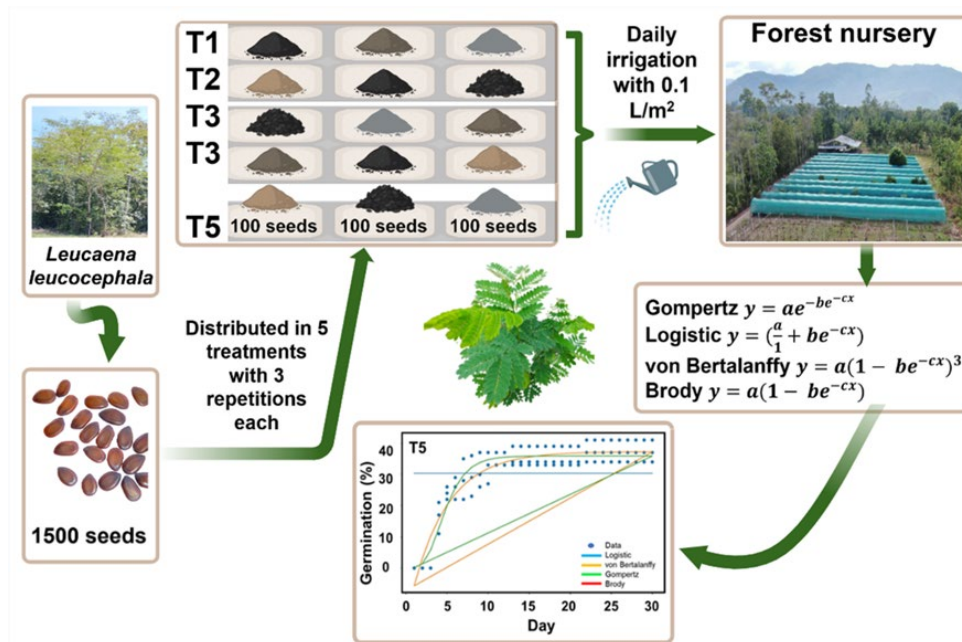 T1
T2
T3
T3
T5
100 seeds 100 seeds 100 seeds
Daily
irrigation
with 0.1
L/m²
Forest nursery
Leucaena
leucocephala
Distributed in 5
treatments
with 3
repetitions
each
1500 seeds
Gompertz y = ae^{-be^{-cx}}
Logistic y = (a/1 + be^{-cx})
von Bertalanffy y = a(1 − be^{-cx})³
Brody y = a(1 − be^{-cx})
T5
Germination (%)
40
30
20
10
0
Data
Logistic
von Bertalanffy
Gompertz
Brody
0 5 10 15 20 25 30
Day